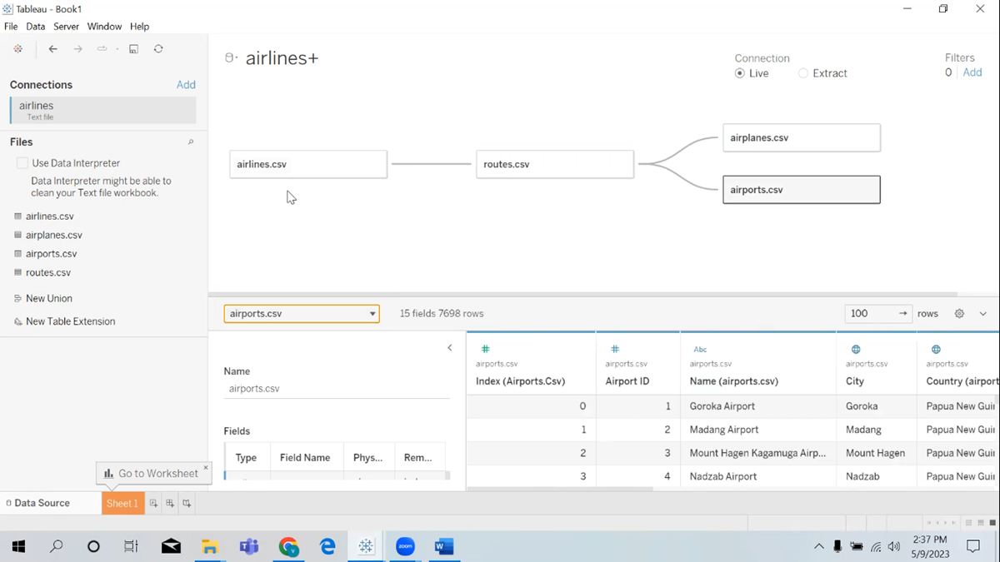 Tableau - Book1
File Data Server Window Help
Connections Add
airlines
Text file
Files
Use Data Interpreter
Data Interpreter might be able to
clean your Text file workbook.
airlines.csv
airplanes.csv
airports.csv
routes.csv
New Union
New Table Extension
airlines+
Connection
Live Extract
Filters
0 Add
airlines.csv
routes.csv
airplanes.csv
airports.csv
airports.csv 15 fields 7698 rows 100 rows
Name
airports.csv
Fields
Type Field Name Phys... Rem...
Abc
airports.csv airports.csv airports.csv airports.csv airports.csv
Index (Airports.Csv) Airport ID Name (airports.csv) City Country (airport
0 1 Goroka Airport Goroka Papua New Gui
1 2 Madang Airport Madang Papua New Gui
2 3 Mount Hagen Kagamuga Airp... Mount Hagen Papua New Gui
3 4 Nadzab Airport Nadzab Papua New Gui
Go to Worksheet
Data Source Sheet 1
zoom
2:37 PM
5/9/2023